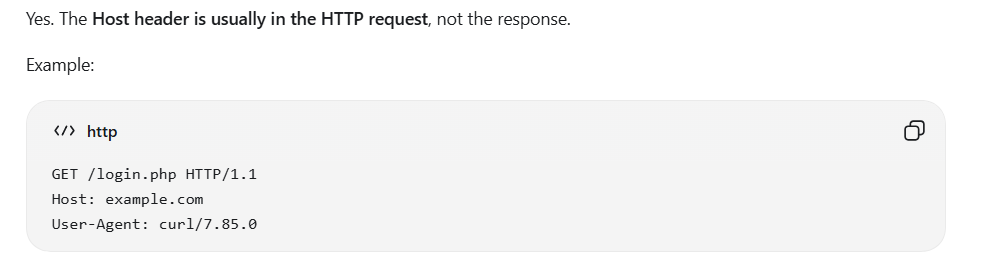 Yes. The Host header is usually in the HTTP request, not the response.
Example:
</> http
GET /login.php HTTP/1.1
Host: example.com
User-Agent: curl/7.85.0